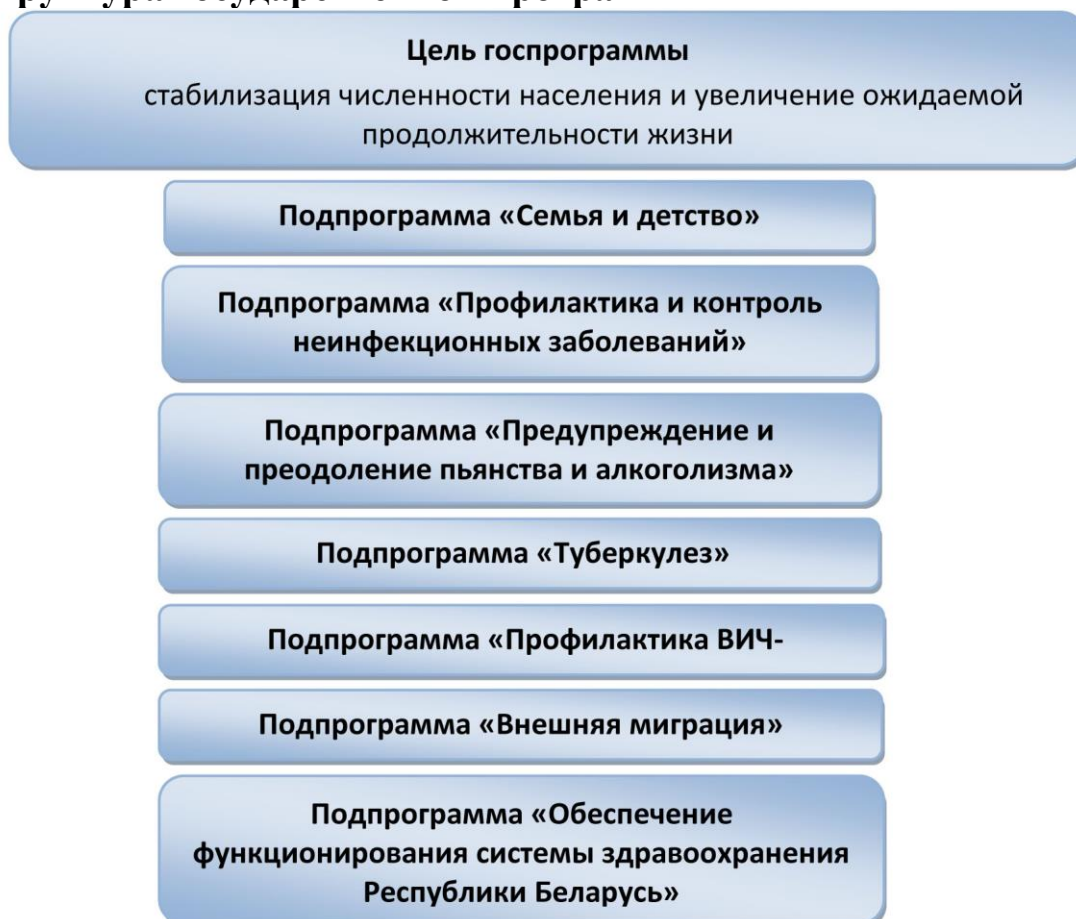 Цель госпрограммы
стабилизация численности населения и увеличение ожидаемой
продолжительности жизни
Подпрограмма «Семья и детство»
Подпрограмма «Профилактика и контроль
неинфекционных заболеваний»
Подпрограмма «Предупреждение и
преодоление пьянства и алкоголизма»
Подпрограмма «Туберкулез»
Подпрограмма «Профилактика ВИЧ-
Подпрограмма «Внешняя миграция»
Подпрограмма «Обеспечение
функционирования системы здравоохранения
Республики Беларусь»